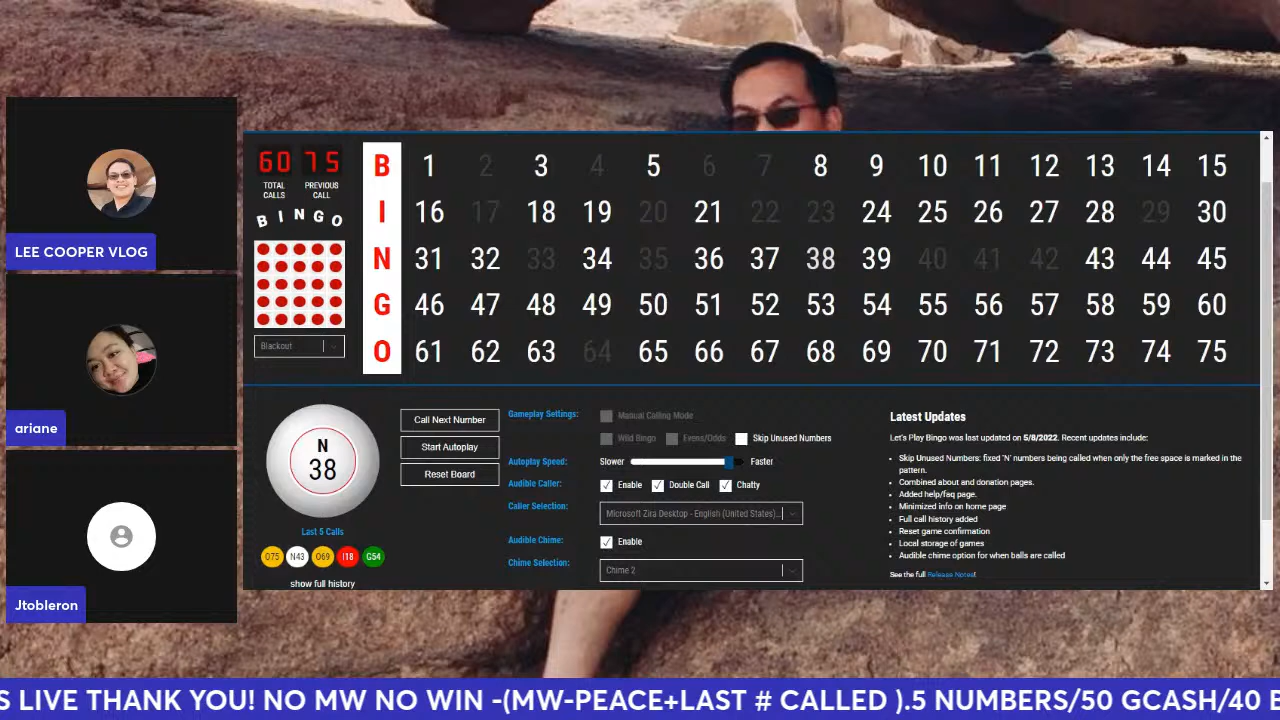 LEE COOPER VLOG
ariane
Jtobleron
60 75
TOTAL CALLS
PREVIOUS CALL
BINGO
Blackout
B 1 2 3 4 5 6 7 8 9 10 11 12 13 14 15
I 16 17 18 19 20 21 22 23 24 25 26 27 28 29 30
N 31 32 33 34 35 36 37 38 39 40 41 42 43 44 45
G 46 47 48 49 50 51 52 53 54 55 56 57 58 59 60
O 61 62 63 64 65 66 67 68 69 70 71 72 73 74 75
N
38
Last 5 Calls
O75 N43 O69 I18 G54
show full history
Call Next Number
Start Autoplay
Reset Board
Gameplay Settings:
Manual Calling Mode
Wild Bingo Evens/Odds Skip Unused Numbers
Autoplay Speed: Slower Faster
Audible Caller: Enable Double Call Chatty
Caller Selection: Microsoft Zira Desktop - English (United States)...
Audible Chime: Enable
Chime Selection: Chime 2
Latest Updates
Let's Play Bingo was last updated on 5/8/2022. Recent updates include:
Skip Unused Numbers: fixed 'N' numbers being called when only the free space is marked in the
pattern.
Combined about and donation pages.
Added help/faq page.
Minimized info on home page
Full call history added
Reset game confirmation
Local storage of games
Audible chime option for when balls are called
See the full Release Notes!
S LIVE THANK YOU! NO MW NO WIN -(MW-PEACE+LAST # CALLED ).5 NUMBERS/50 GCASH/40